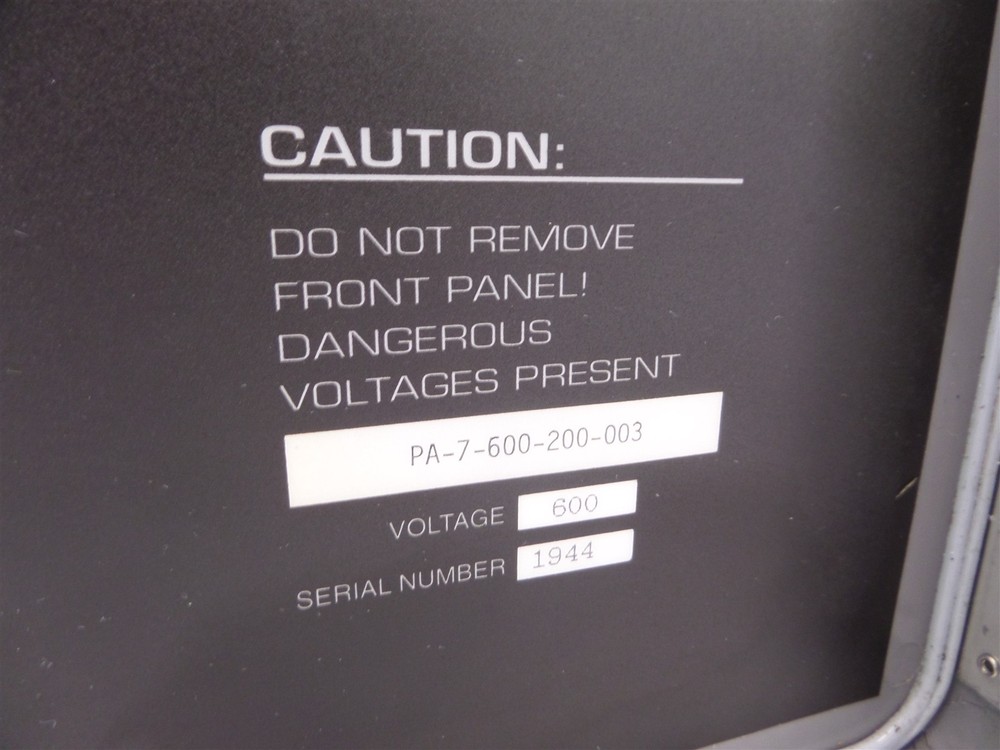 CAUTION:
DO NOT REMOVE
FRONT PANEL!
DANGEROUS
VOLTAGES PRESENT
PA-7-600-200-003
VOLTAGE 600
SERIAL NUMBER 1944